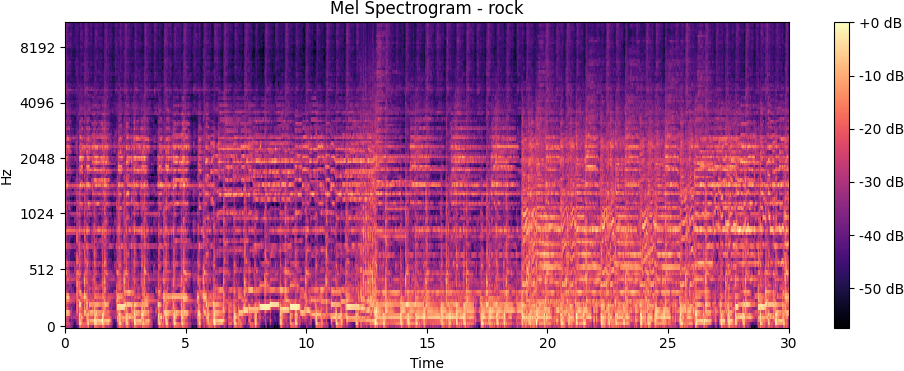 Mel Spectrogram - rock
8192
4096
2048
1024
512
0
Hz
0 5 10 15 20 25 30
Time
+0 dB
-10 dB
-20 dB
-30 dB
-40 dB
-50 dB